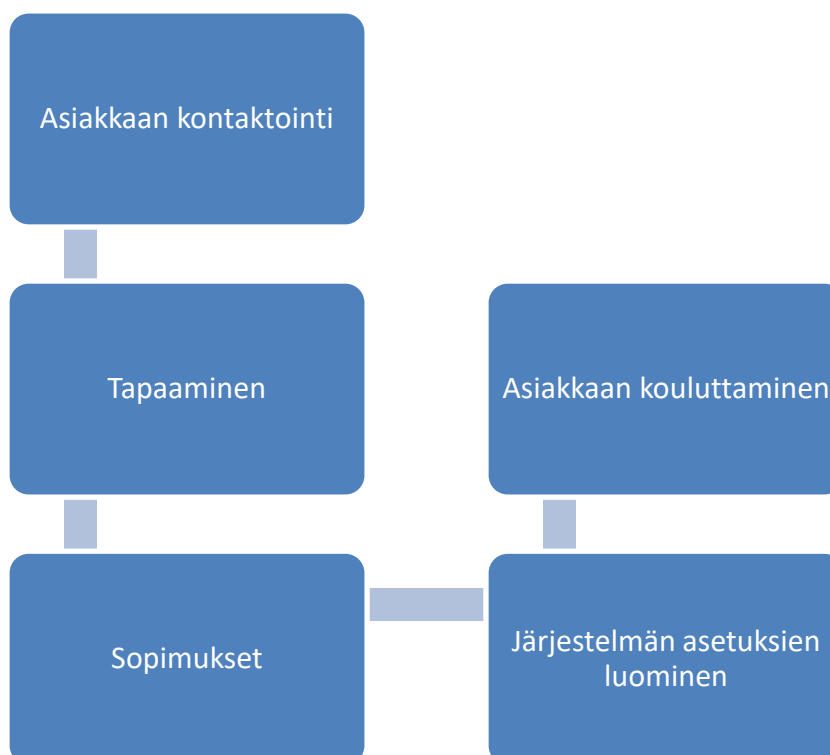 Asiakkaan kontaktointi
Tapaaminen
Sopimukset
Järjestelmän asetuksien
luominen
Asiakkaan kouluttaminen